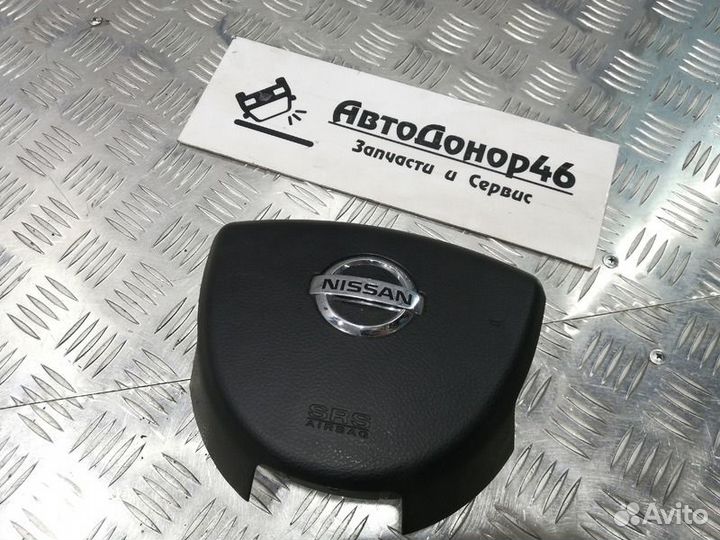 АвтоДонор46
Запчасти и Сервис
NISSAN
SRS
AIRBAG
Avito